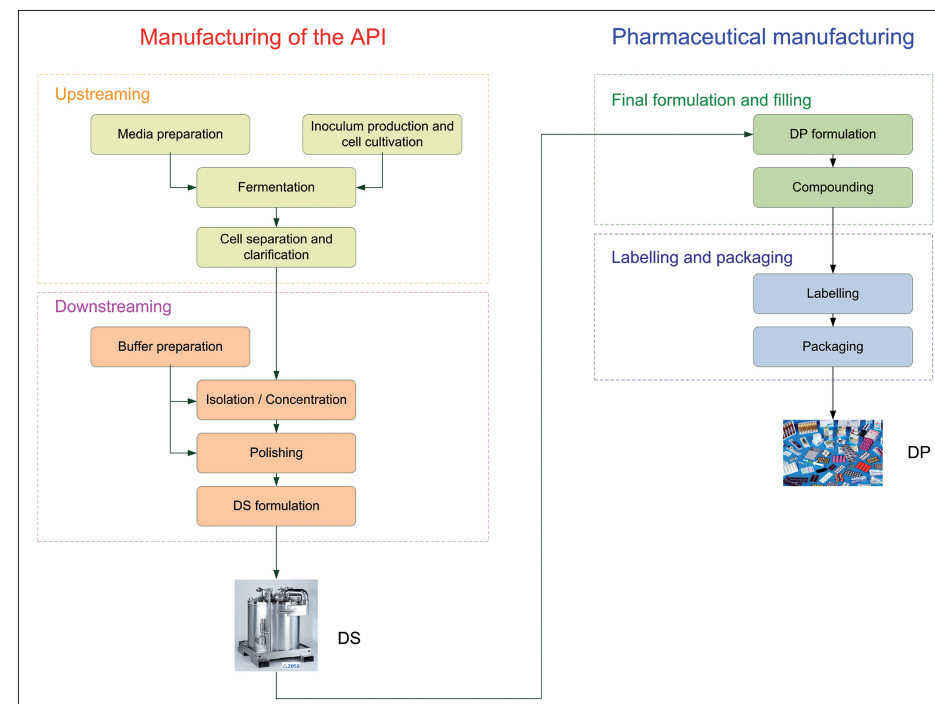 Manufacturing of the API
Pharmaceutical manufacturing
Upstreaming
Media preparation
Inoculum production and
cell cultivation
Fermentation
Cell separation and
clarification
Downstreaming
Buffer preparation
Isolation / Concentration
Polishing
DS formulation
DS
zeta
Final formulation and filling
DP formulation
Compounding
Labelling and packaging
Labelling
Packaging
DP